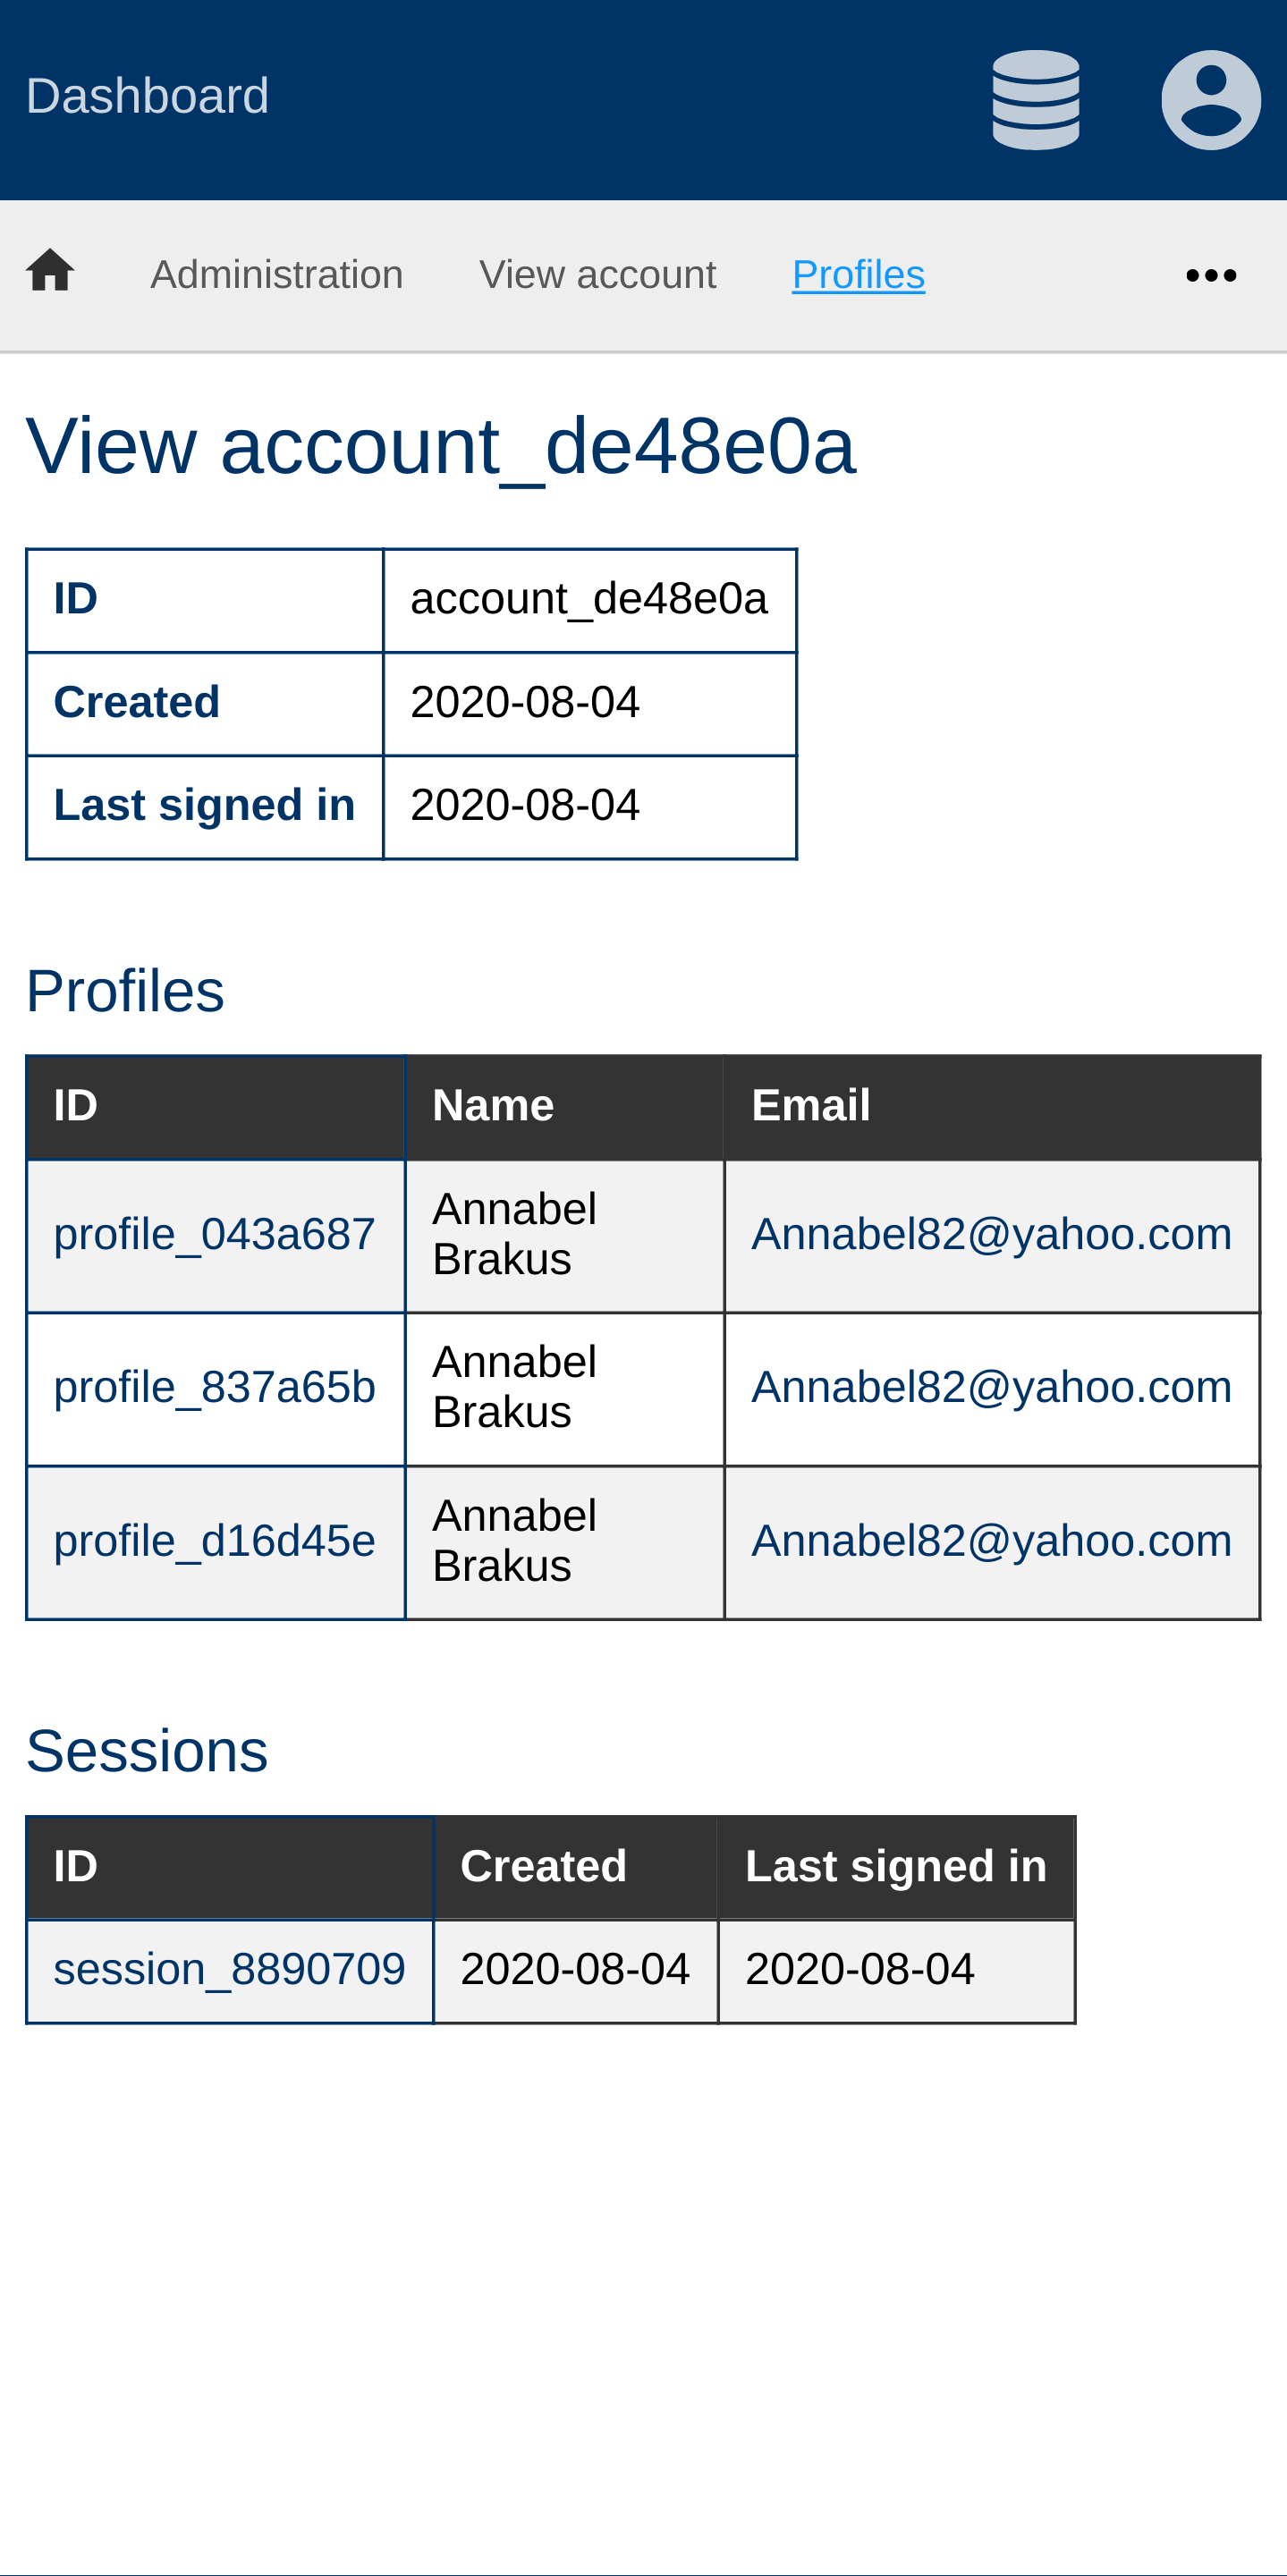 Dashboard
Administration View account Profiles
View account_de48e0a
ID account_de48e0a
Created 2020-08-04
Last signed in 2020-08-04
Profiles
ID Name Email
profile_043a687 Annabel Brakus Annabel82@yahoo.com
profile_837a65b Annabel Brakus Annabel82@yahoo.com
profile_d16d45e Annabel Brakus Annabel82@yahoo.com
Sessions
ID Created Last signed in
session_8890709 2020-08-04 2020-08-04